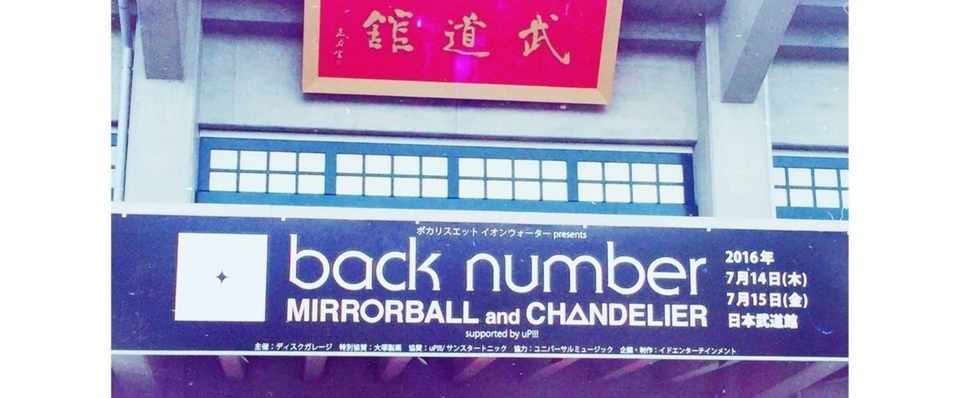 武道館
ポカリスエット イオンウォーター presents
back number
MIRRORBALL and CHANDELIER
supported by uP!!!
2016年
7月14日(木)
7月15日(金)
日本武道館
主催：ディスクガレージ 特別協賛：大塚製薬 協賛：uP!!!/サンスタートニック 協力：ユニバーサルミュージック 企画・制作：イドエンターテインメント